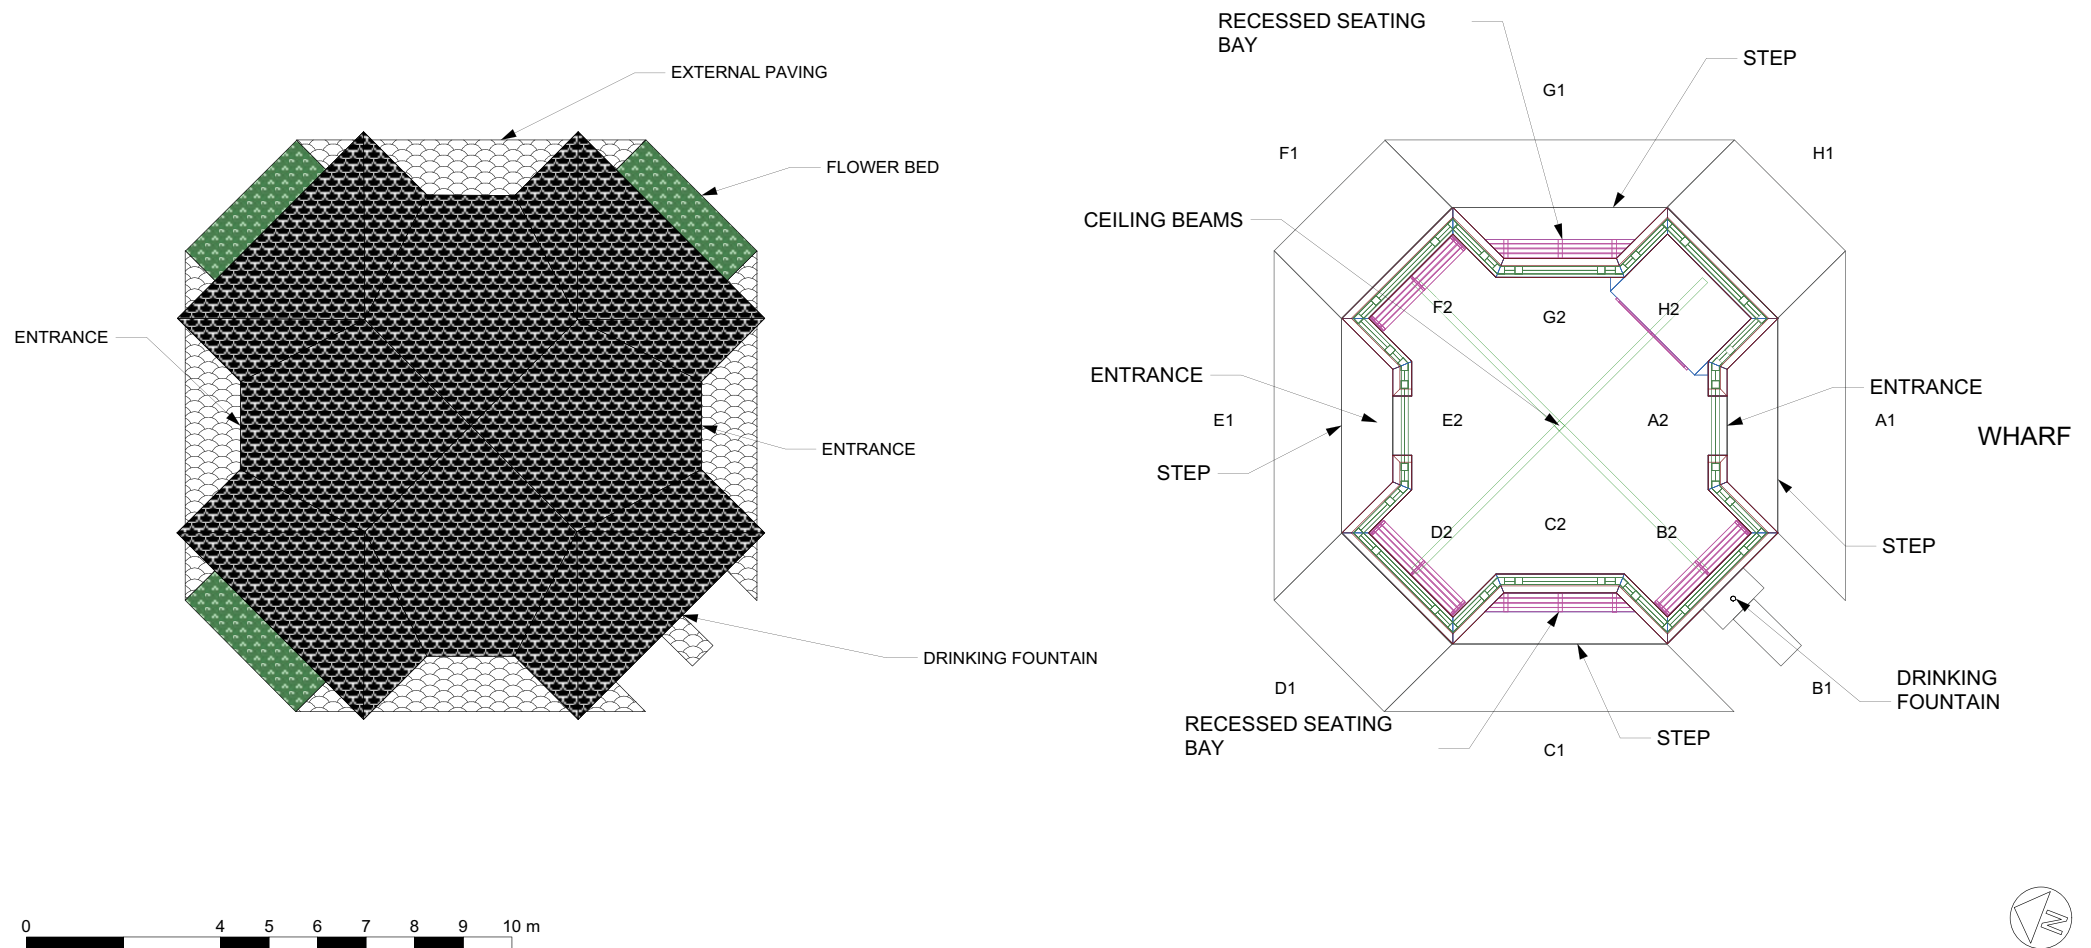 EXTERNAL PAVING
FLOWER BED
ENTRANCE
ENTRANCE
DRINKING FOUNTAIN
RECESSED SEATING
BAY
STEP
G1
F1
H1
CEILING BEAMS
F2
G2
H2
ENTRANCE
ENTRANCE
E1
E2
A2
A1
WHARF
STEP
D2
C2
B2
STEP
D1
B1
DRINKING
FOUNTAIN
RECESSED SEATING
BAY
STEP
C1
0 4 5 6 7 8 9 10 m
N